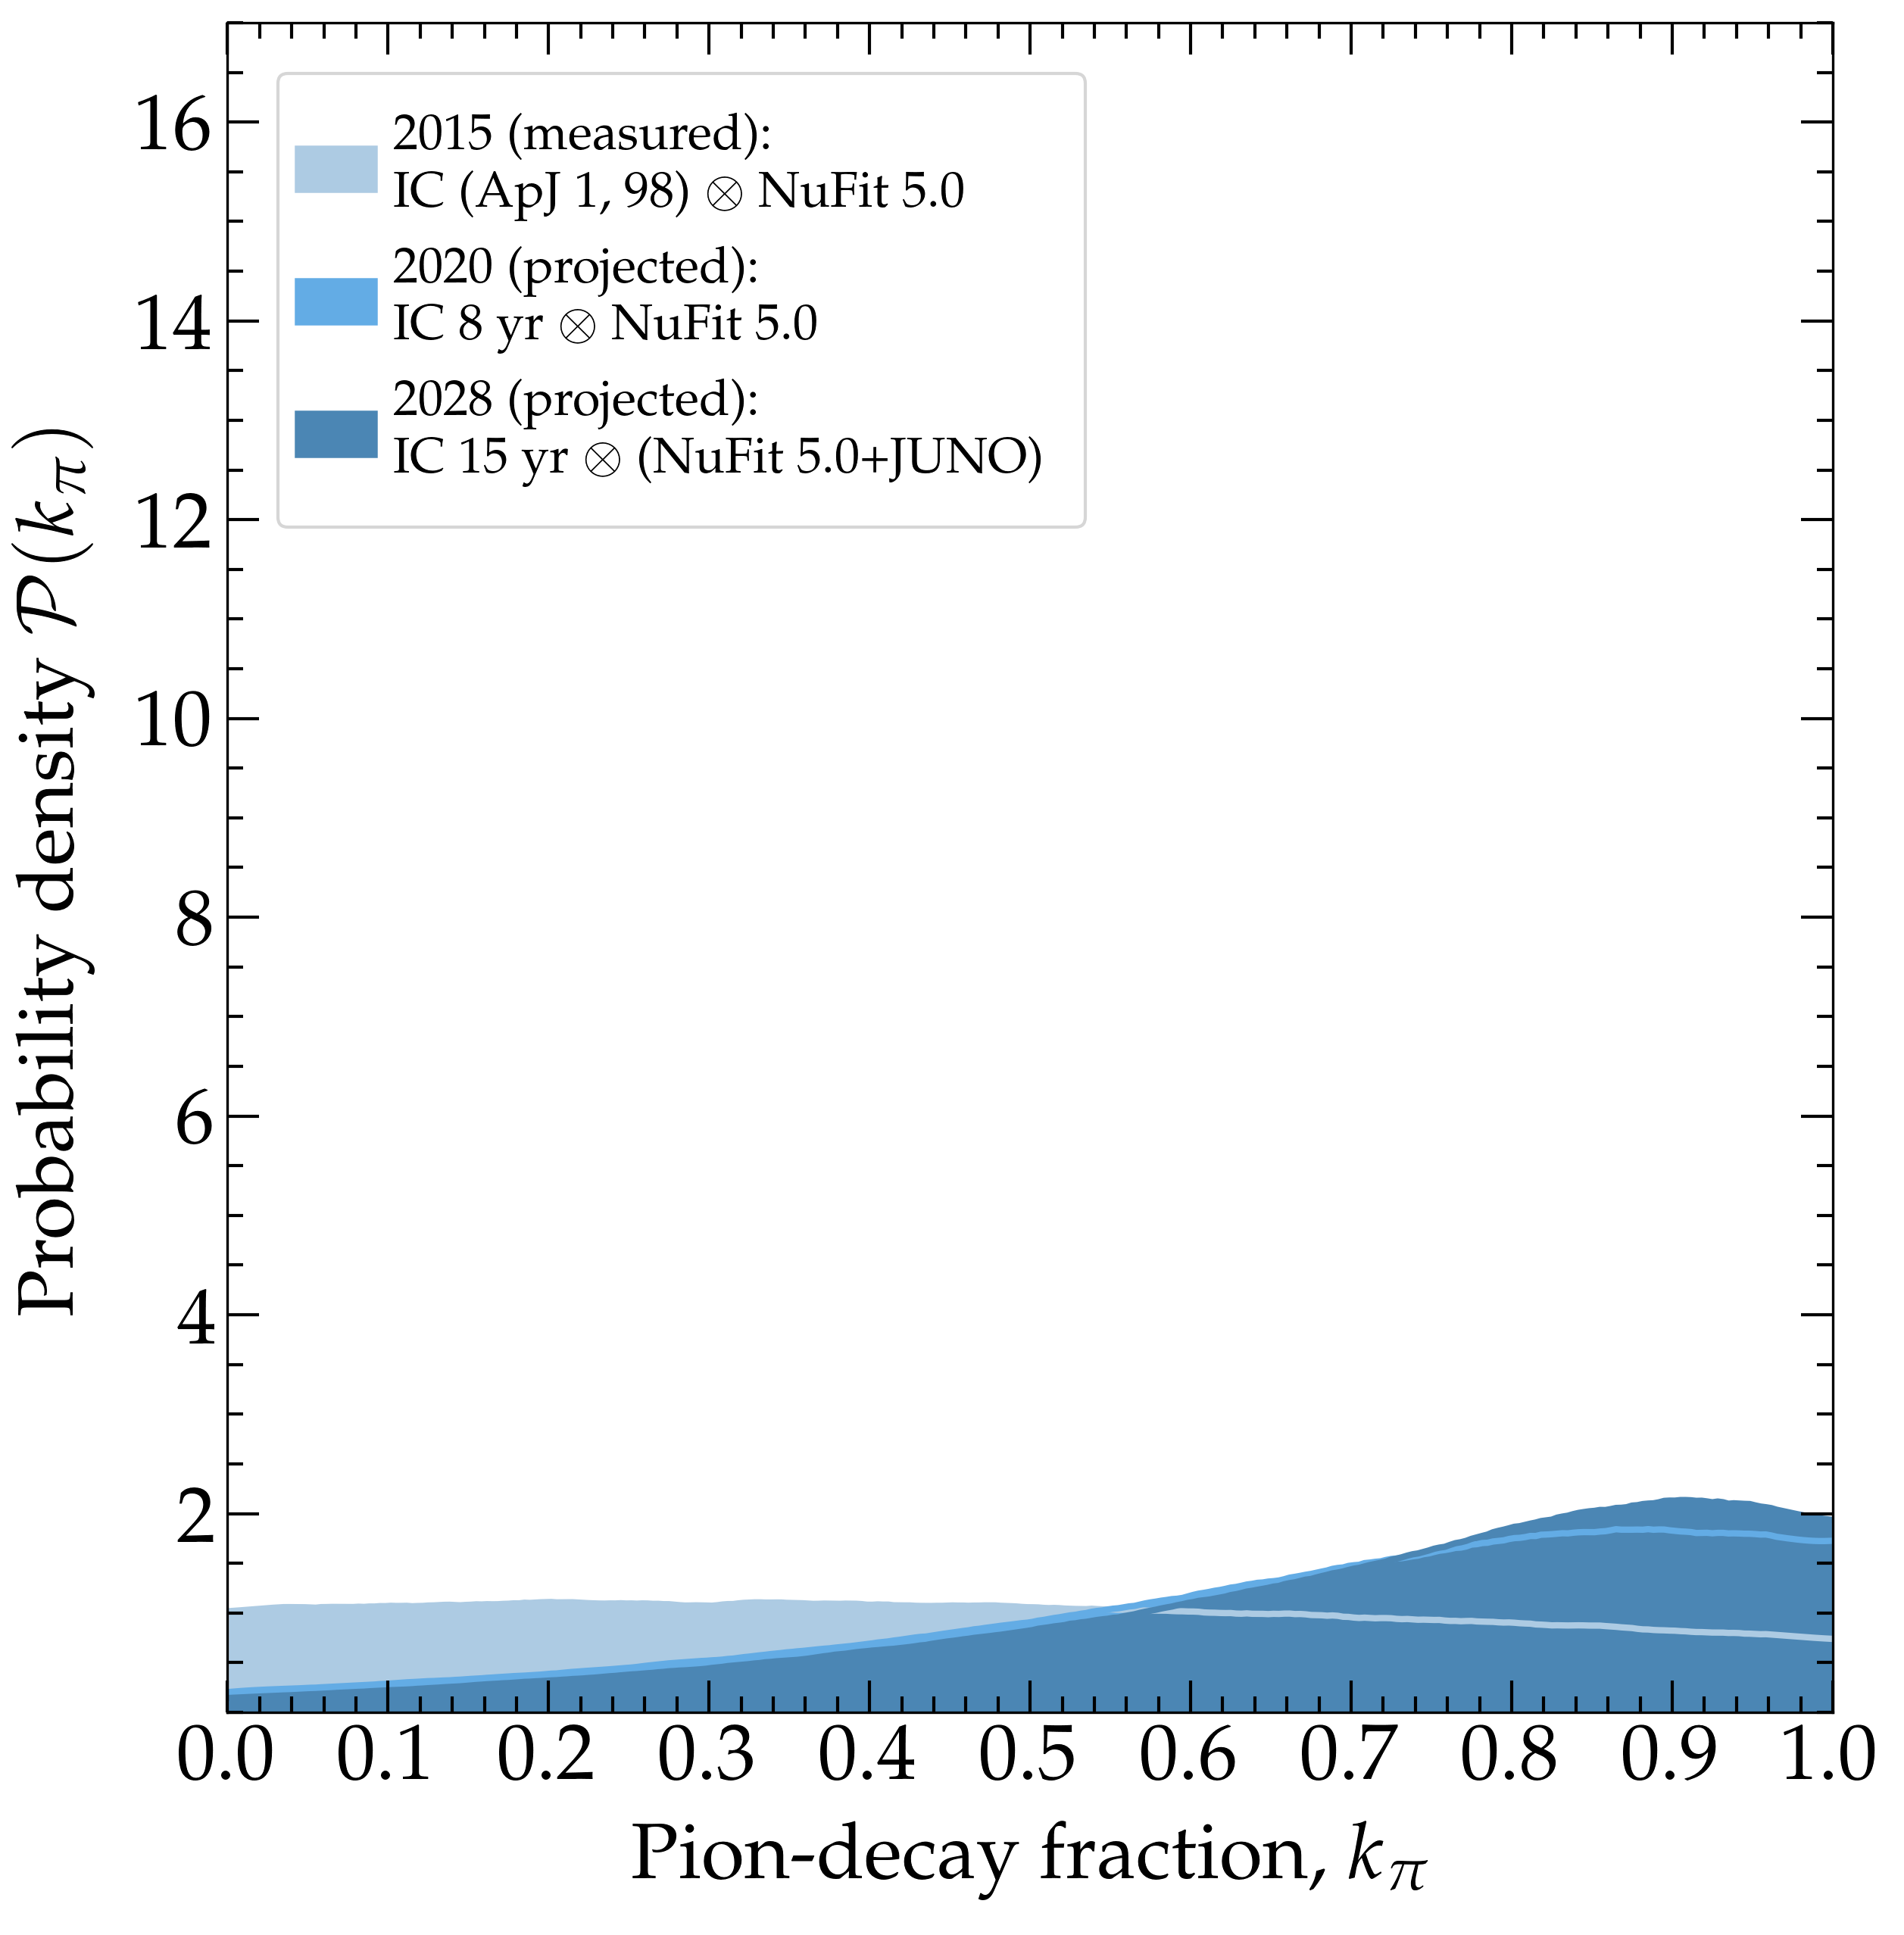 2015 (measured):
IC (ApJ 1, 98) ⊗ NuFit 5.0
2020 (projected):
IC 8 yr ⊗ NuFit 5.0
2028 (projected):
IC 15 yr ⊗ (NuFit 5.0+JUNO)
Probability density 𝒫(k_π)
16
14
12
10
8
6
4
2
0.0 0.1 0.2 0.3 0.4 0.5 0.6 0.7 0.8 0.9 1.0
Pion-decay fraction, k_π